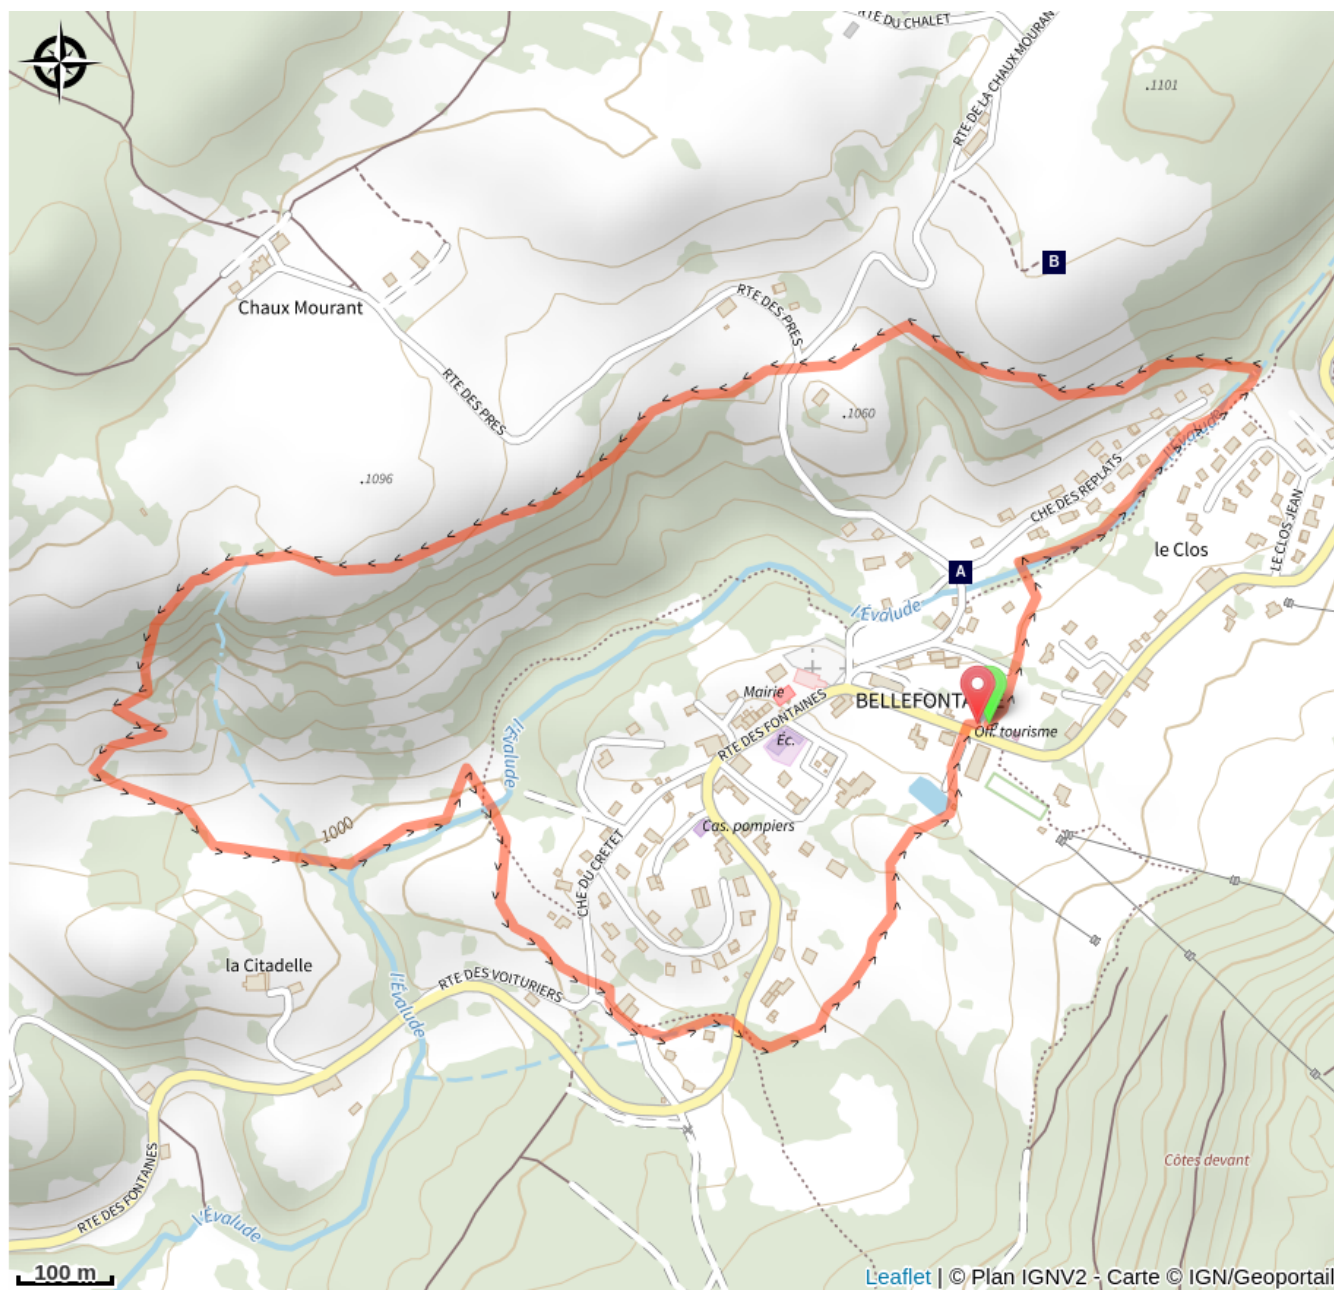 RTE DU CHALET
RTE DE LA CHAUX MOURAN
.1101
B
Chaux Mourant
RTE DES PRES
RTE DES PRES
.1060
.1096
l'Évalude
CHE DES REPLATS
LE CLOS JEAN
le Clos
A
l'Évalude
Mairie
BELLEFONTA
E
RTE DES FONTAINES
Off. tourisme
Éc.
l'Évalude
1000
Cas. pompiers
CHE DU CRETET
la Citadelle
RTE DES VOITURIERS
l'Évalude
Côtes devant
RTE DES FONTAINES
l'Évalude
100 m
Leaflet | © Plan IGNV2 - Carte © IGN/Geoportail